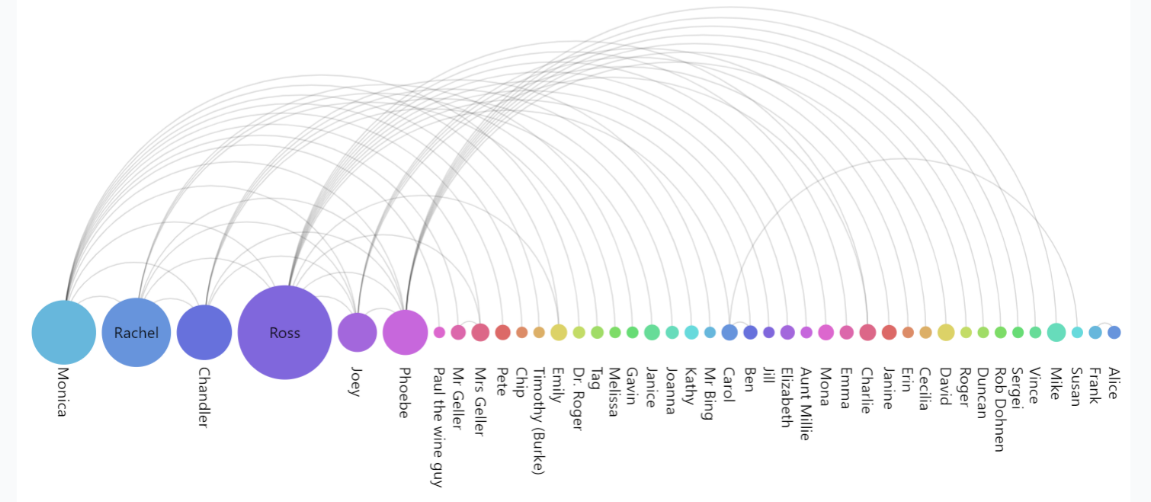 Monica
Rachel
Chandler
Ross
Joey
Phoebe
Paul the wine guy
Mr Geller
Mrs Geller
Pete
Chip
Timothy (Burke)
Emily
Dr. Roger
Tag
Melissa
Gavin
Janice
Joanna
Kathy
Mr Bing
Carol
Ben
Jill
Elizabeth
Aunt Millie
Mona
Emma
Charlie
Janine
Erin
Cecilia
David
Roger
Duncan
Rob Dohnen
Sergei
Vince
Mike
Susan
Frank
Alice